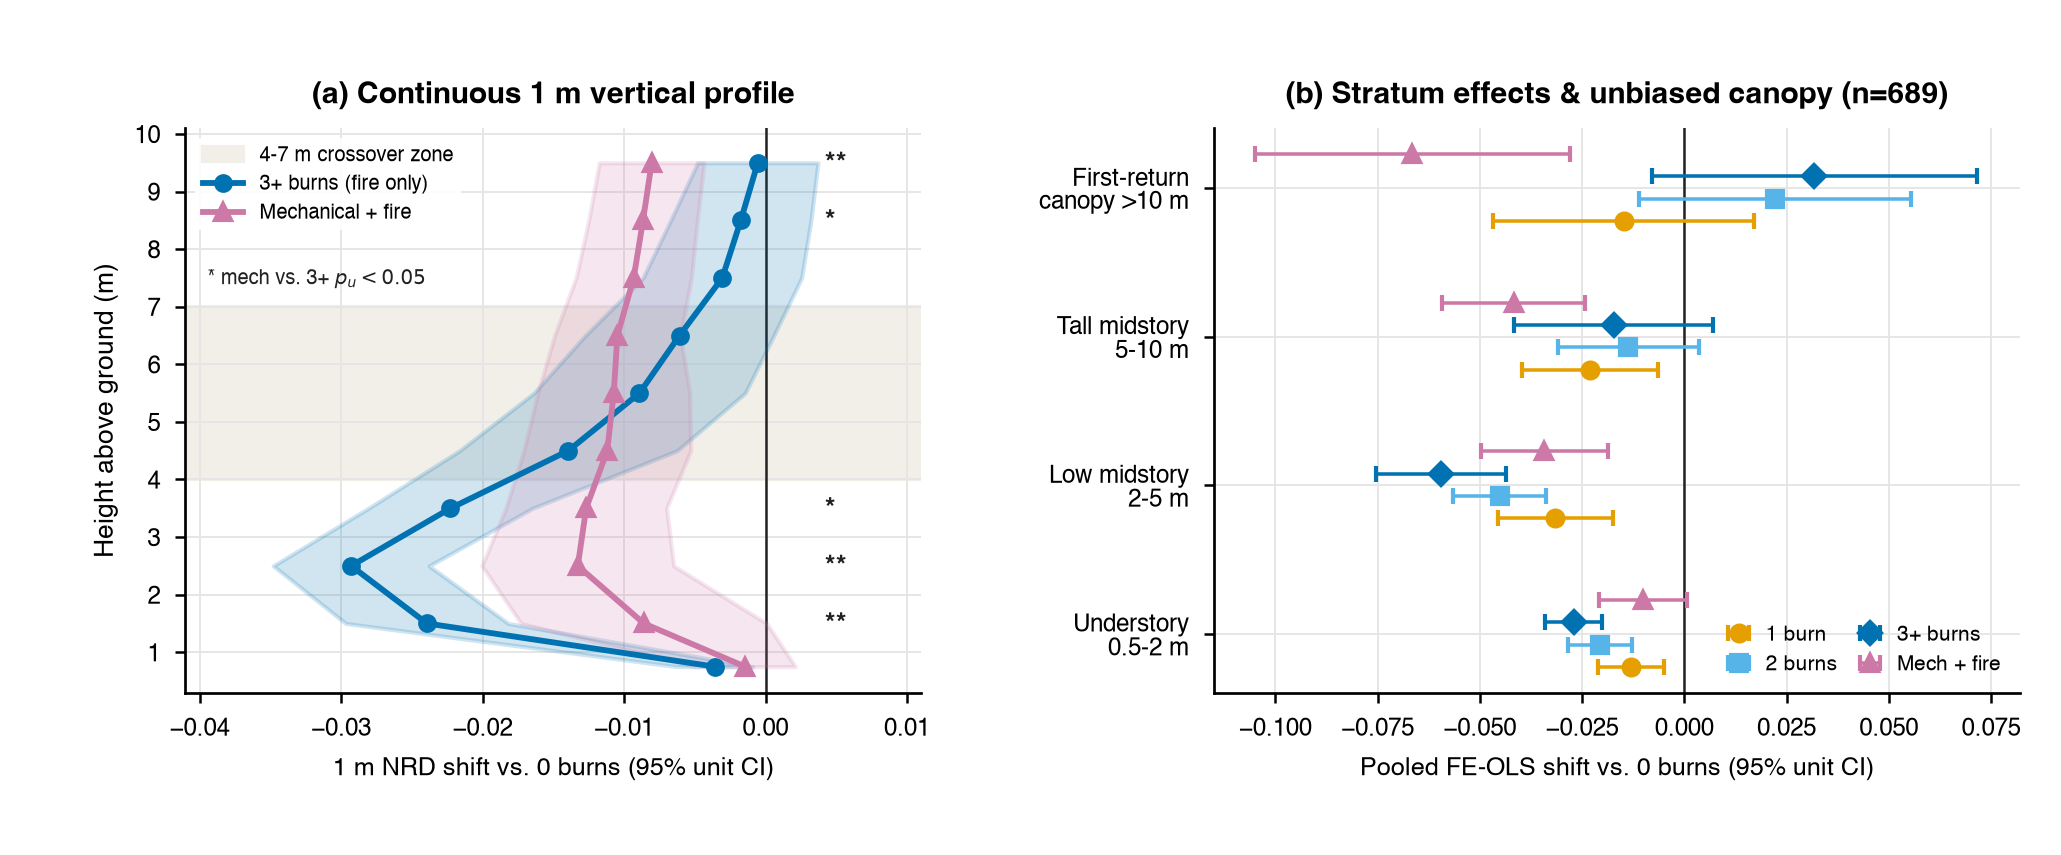 (a) Continuous 1 m vertical profile
Height above ground (m)
10
9
8
7
6
5
4
3
2
1
4-7 m crossover zone
3+ burns (fire only)
Mechanical + fire
* mech vs. 3+ pᵤ < 0.05
**
*
*
**
**
−0.04 −0.03 −0.02 −0.01 0.00 0.01
1 m NRD shift vs. 0 burns (95% unit CI)
(b) Stratum effects & unbiased canopy (n=689)
First-return
canopy >10 m
Tall midstory
5-10 m
Low midstory
2-5 m
Understory
0.5-2 m
1 burn
2 burns
3+ burns
Mech + fire
−0.100 −0.075 −0.050 −0.025 0.000 0.025 0.050 0.075
Pooled FE-OLS shift vs. 0 burns (95% unit CI)